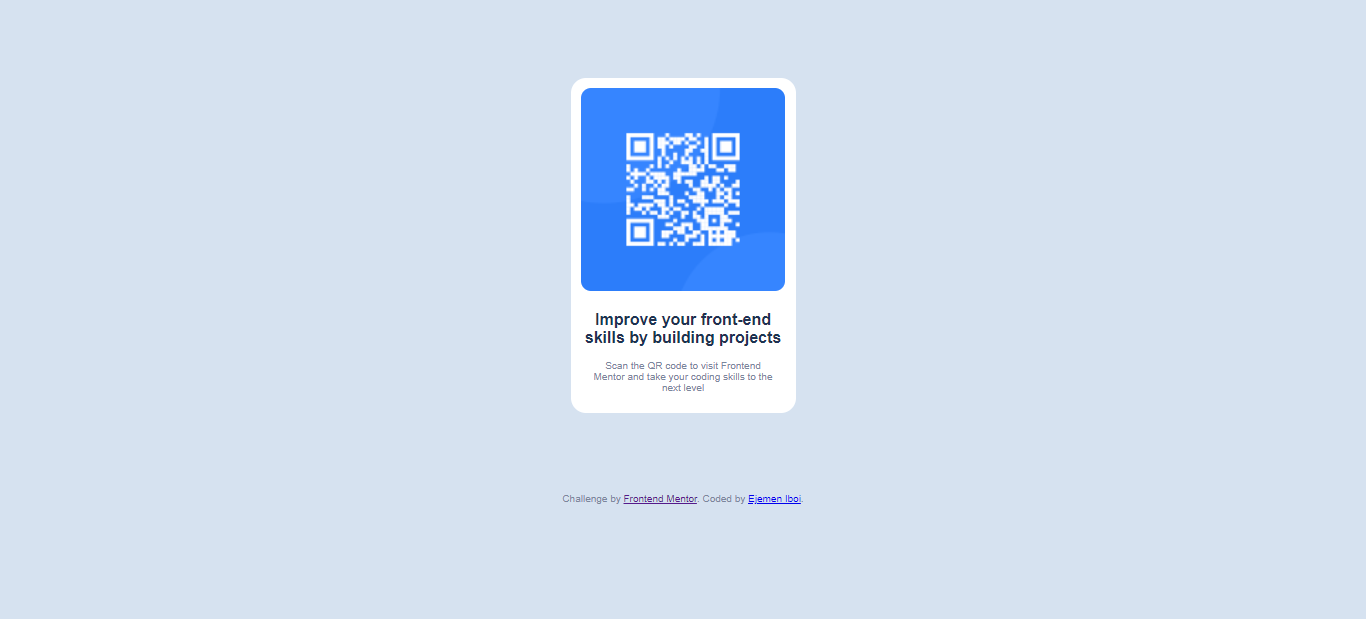 Improve your front-end
skills by building projects
Scan the QR code to visit Frontend
Mentor and take your coding skills to the
next level
Challenge by Frontend Mentor. Coded by Ejemen Iboi.